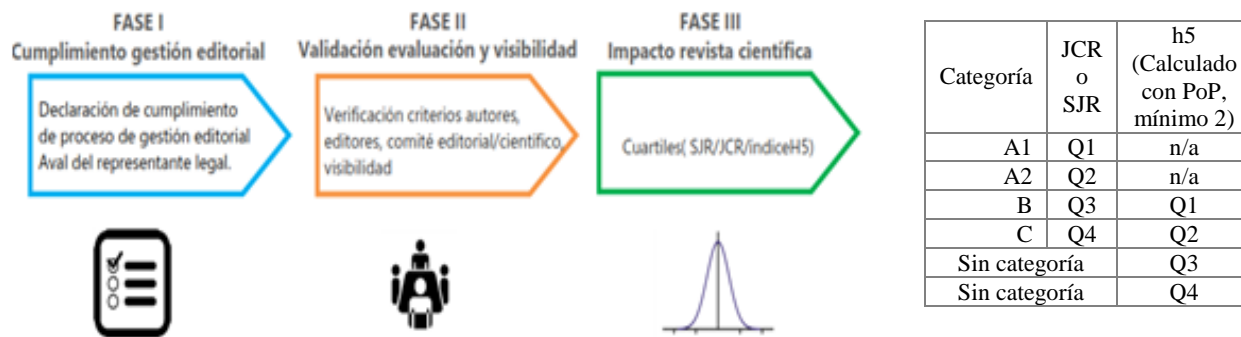 FASE I
Cumplimiento gestión editorial
Declaración de cumplimiento
de proceso de gestión editorial
Aval del representante legal.
FASE II
Validación evaluación y visibilidad
Verificación criterios autores,
editores, comité editorial/científico,
visibilidad
FASE III
Impacto revista científica
Cuartiles( SJR/JCR/indiceH5)
Categoría JCR o SJR h5 (Calculado con PoP, mínimo 2)
A1 Q1 n/a
A2 Q2 n/a
B Q3 Q1
C Q4 Q2
Sin categoría Q3
Sin categoría Q4